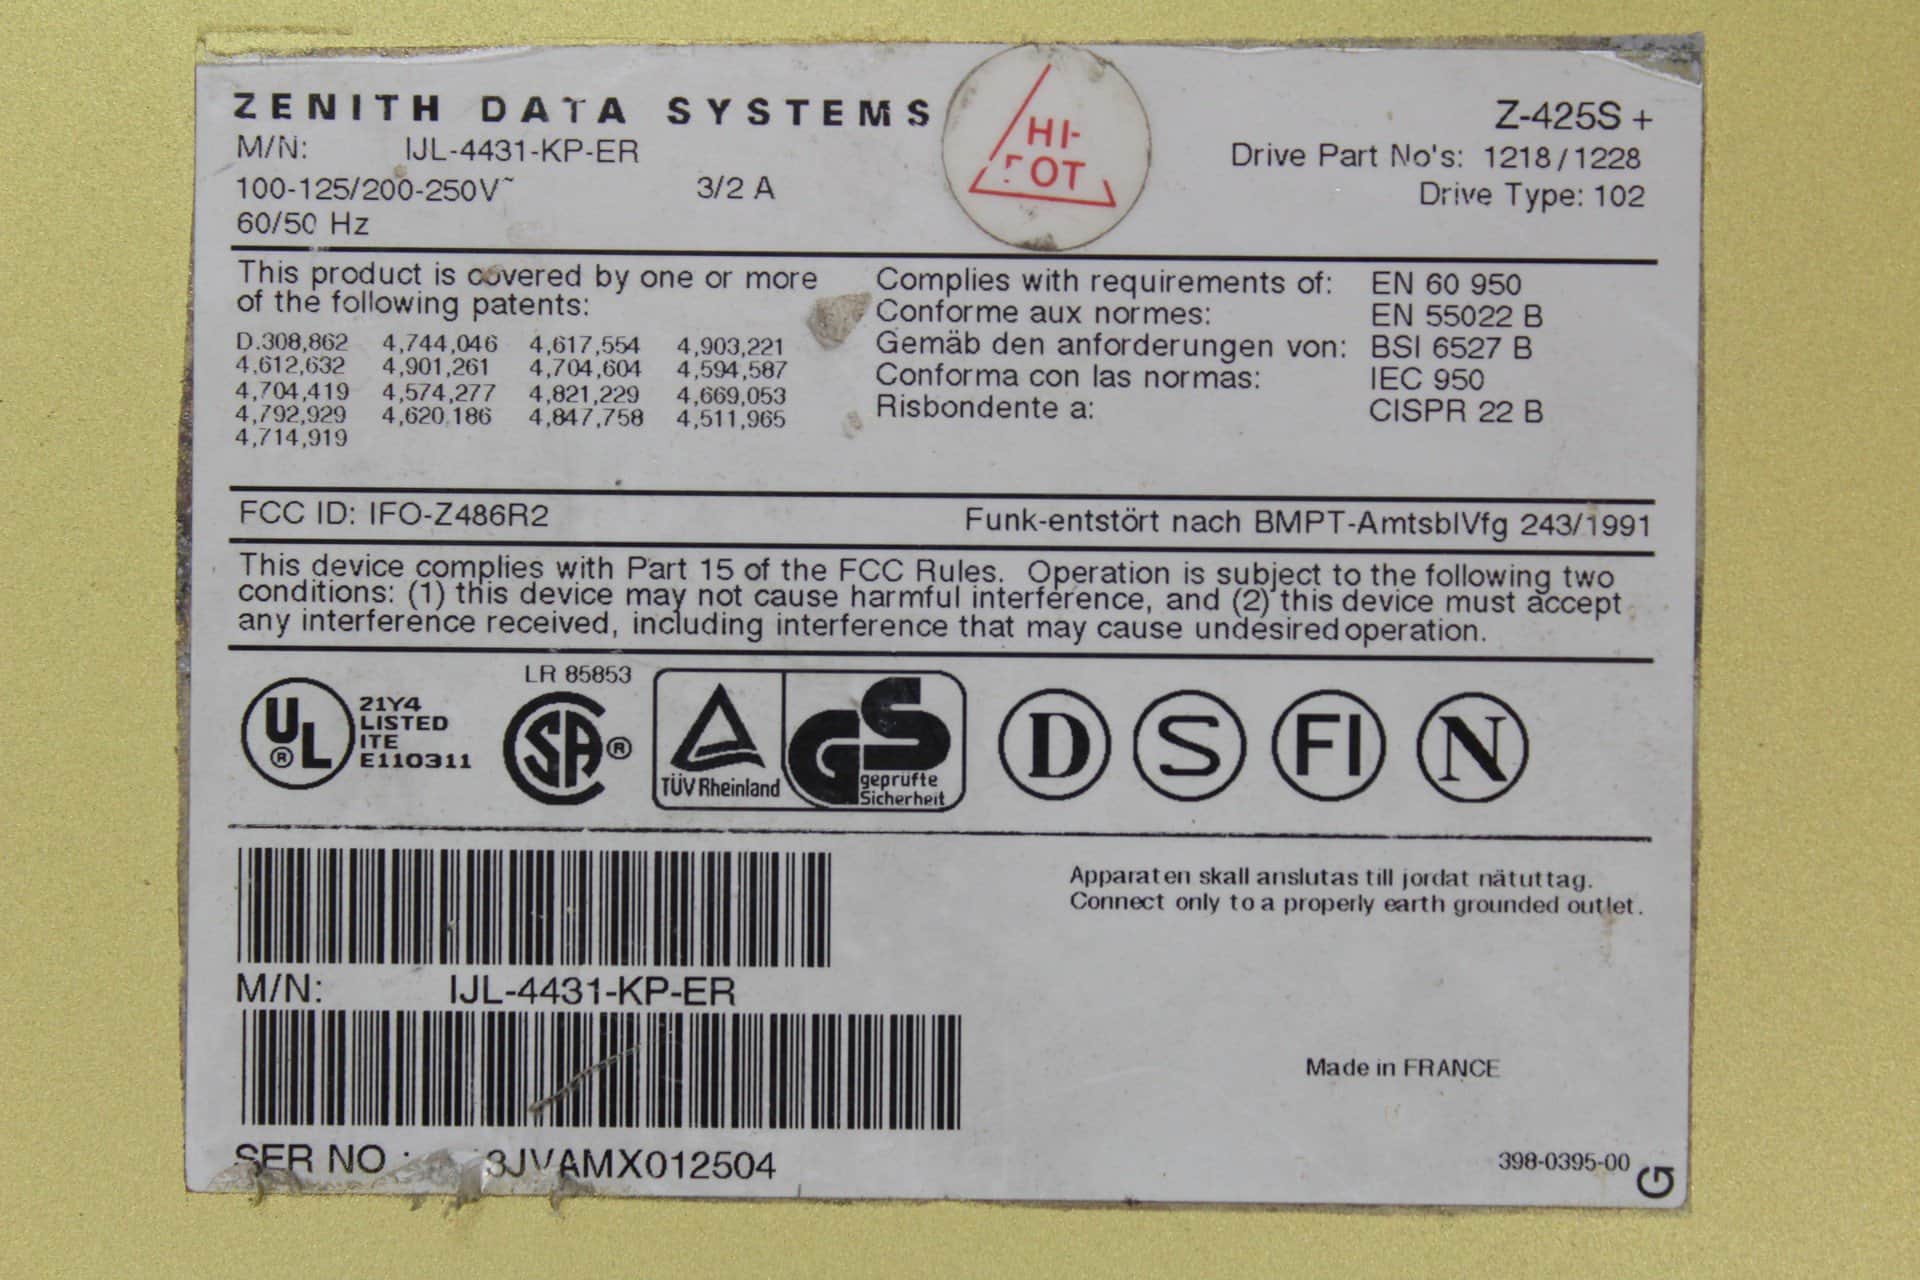 ZENITH DATA SYSTEMS
Z-425S +
M/N: IJL-4431-KP-ER
Drive Part No's: 1218/1228
100-125/200-250V~ 3/2 A
Drive Type: 102
60/50 Hz
HI-
POT
This product is covered by one or more
of the following patents:
D.308,862 4,744,046 4,617,554 4,903,221
4,612,632 4,901,261 4,704,604 4,594,587
4,704,419 4,574,277 4,821,229 4,669,053
4,792,929 4,620,186 4,847,758 4,511,965
4,714,919
Complies with requirements of: EN 60 950
Conforme aux normes: EN 55022 B
Gemäb den anforderungen von: BSI 6527 B
Conforma con las normas: IEC 950
Risbondente a: CISPR 22 B
FCC ID: IFO-Z486R2
Funk-entstört nach BMPT-AmtsblVfg 243/1991
This device complies with Part 15 of the FCC Rules. Operation is subject to the following two
conditions: (1) this device may not cause harmful interference, and (2) this device must accept
any interference received, including interference that may cause undesired operation.
UL ®
21Y4
LISTED
ITE
E110311
LR 85853
SA ®
TÜV Rheinland
GS
geprüfte
Sicherheit
D S FI N
Apparaten skall anslutas till jordat nätuttag.
Connect only to a properly earth grounded outlet.
M/N: IJL-4431-KP-ER
Made in FRANCE
SER NO : 3JVAMX012504
398-0395-00
G